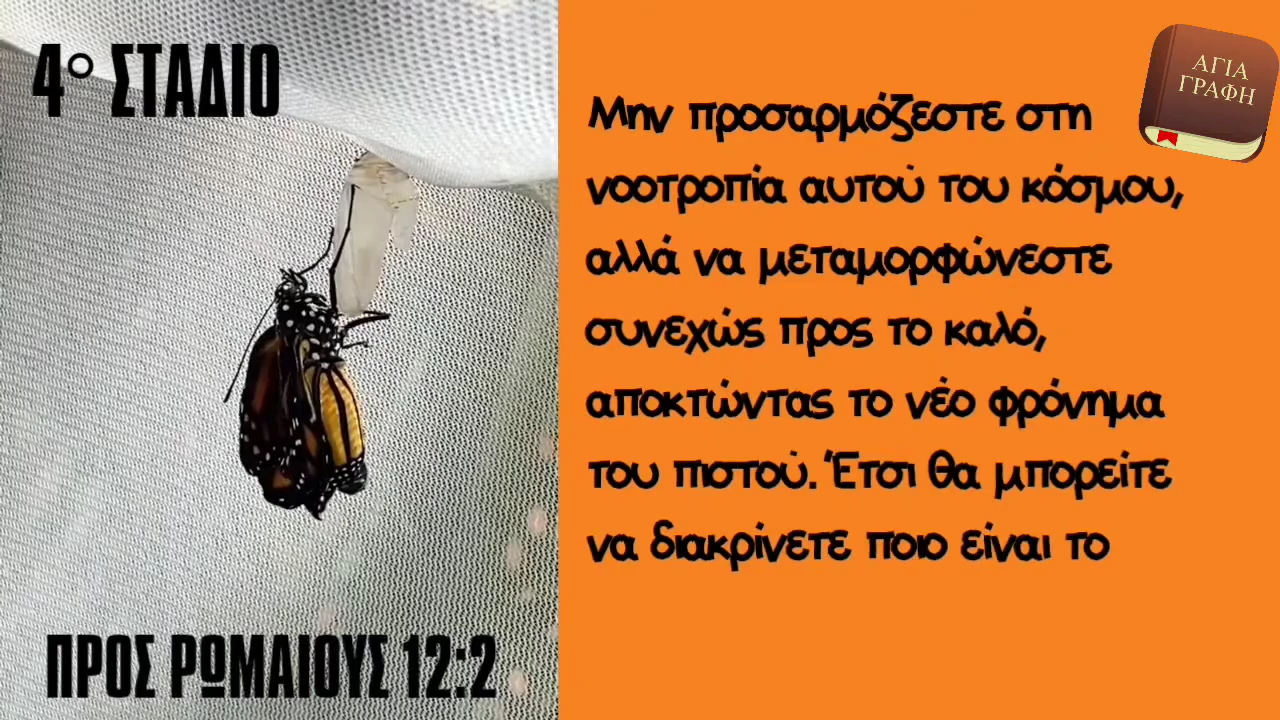 4° ΣΤΑΔΙΟ
ΠΡΟΣ ΡΩΜΑΙΟΥΣ 12:2
ΑΓΙΑ
ΓΡΑΦΗ
Μην προσαρμόζεστε στη
νοοτροπία αυτού του κόσμου,
αλλά να μεταμορφώνεστε
συνεχώς προς το καλό,
αποκτώντας το νέο φρόνημα
του πιστού. Έτσι θα μπορείτε
να διακρίνετε ποιο είναι το